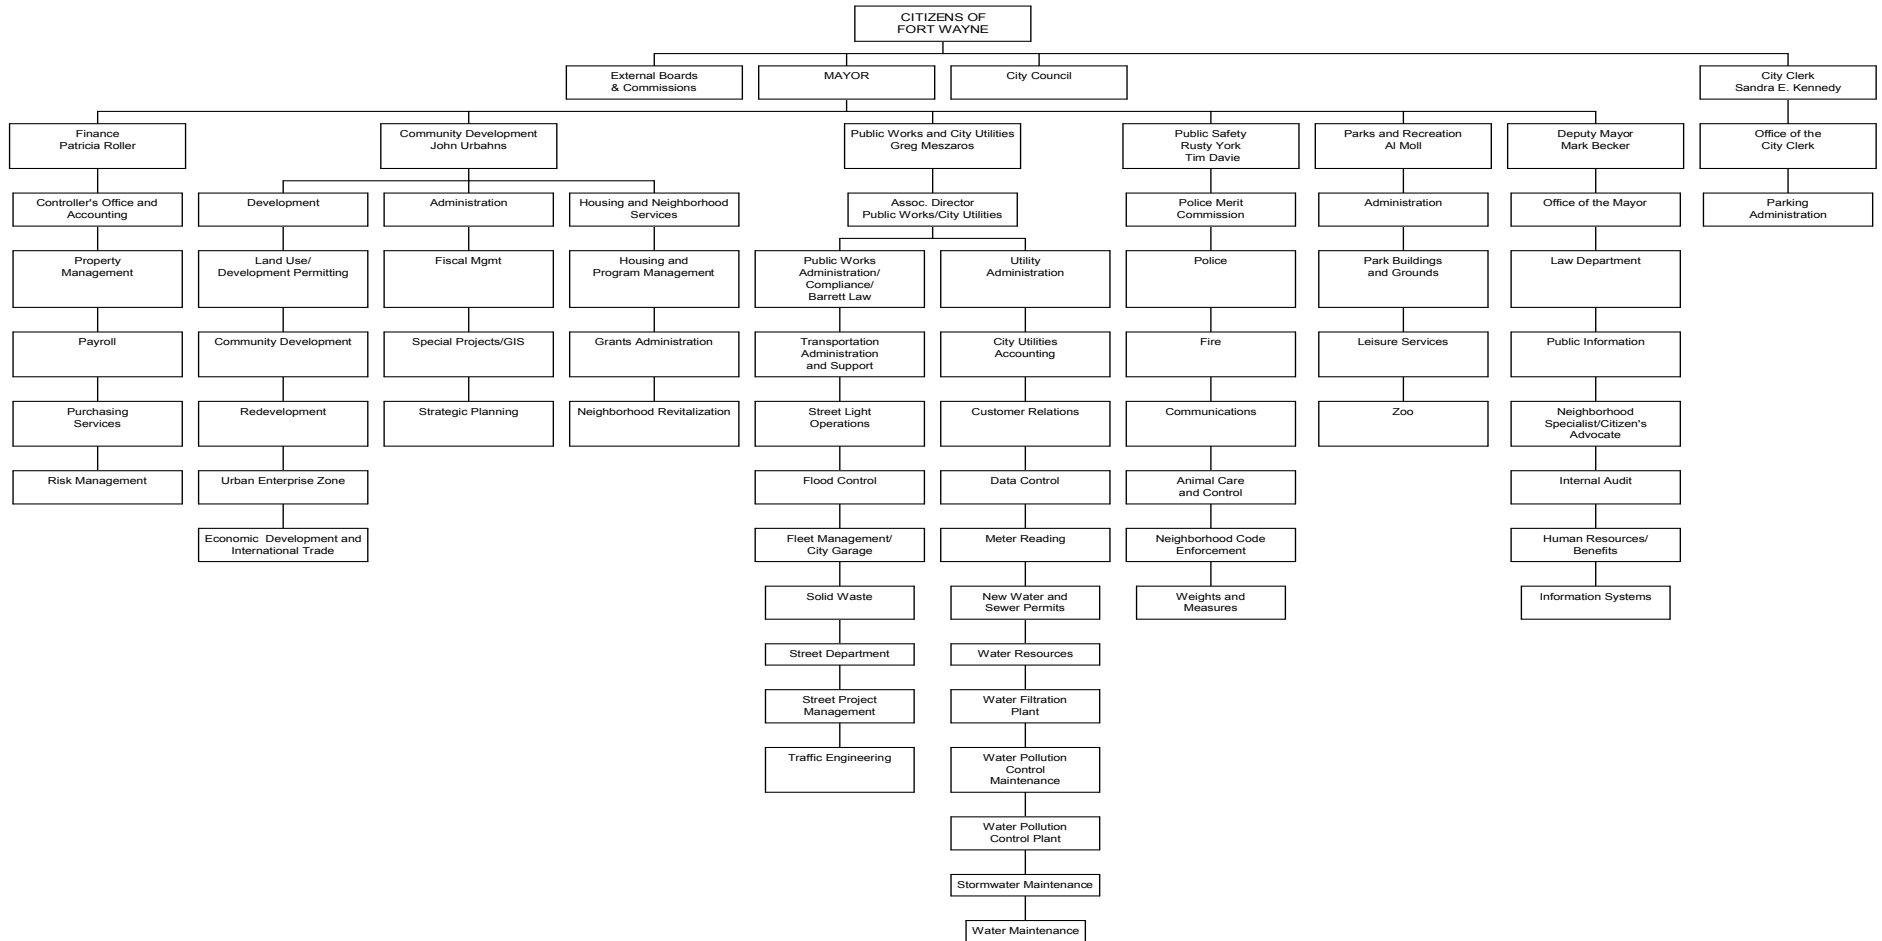 CITIZENS OF
FORT WAYNE
External Boards
& Commissions
MAYOR
City Council
City Clerk
Sandra E. Kennedy
Finance
Patricia Roller
Community Development
John Urbahns
Public Works and City Utilities
Greg Meszaros
Public Safety
Rusty York
Tim Davie
Parks and Recreation
Al Moll
Deputy Mayor
Mark Becker
Office of the
City Clerk
Controller's Office and
Accounting
Development
Administration
Housing and Neighborhood
Services
Assoc. Director
Public Works/City Utilities
Police Merit
Commission
Administration
Office of the Mayor
Parking
Administration
Property
Management
Land Use/
Development Permitting
Fiscal Mgmt
Housing and
Program Management
Public Works
Administration/
Compliance/
Barrett Law
Utility
Administration
Police
Park Buildings
and Grounds
Law Department
Payroll
Community Development
Special Projects/GIS
Grants Administration
Transportation
Administration
and Support
City Utilities
Accounting
Fire
Leisure Services
Public Information
Purchasing
Services
Redevelopment
Strategic Planning
Neighborhood Revitalization
Street Light
Operations
Customer Relations
Communications
Zoo
Neighborhood
Specialist/Citizen's
Advocate
Risk Management
Urban Enterprise Zone
Flood Control
Data Control
Animal Care
and Control
Internal Audit
Economic Development and
International Trade
Fleet Management/
City Garage
Meter Reading
Neighborhood Code
Enforcement
Human Resources/
Benefits
Solid Waste
New Water and
Sewer Permits
Weights and
Measures
Information Systems
Street Department
Water Resources
Street Project
Management
Water Filtration
Plant
Traffic Engineering
Water Pollution
Control
Maintenance
Water Pollution
Control Plant
Stormwater Maintenance
Water Maintenance